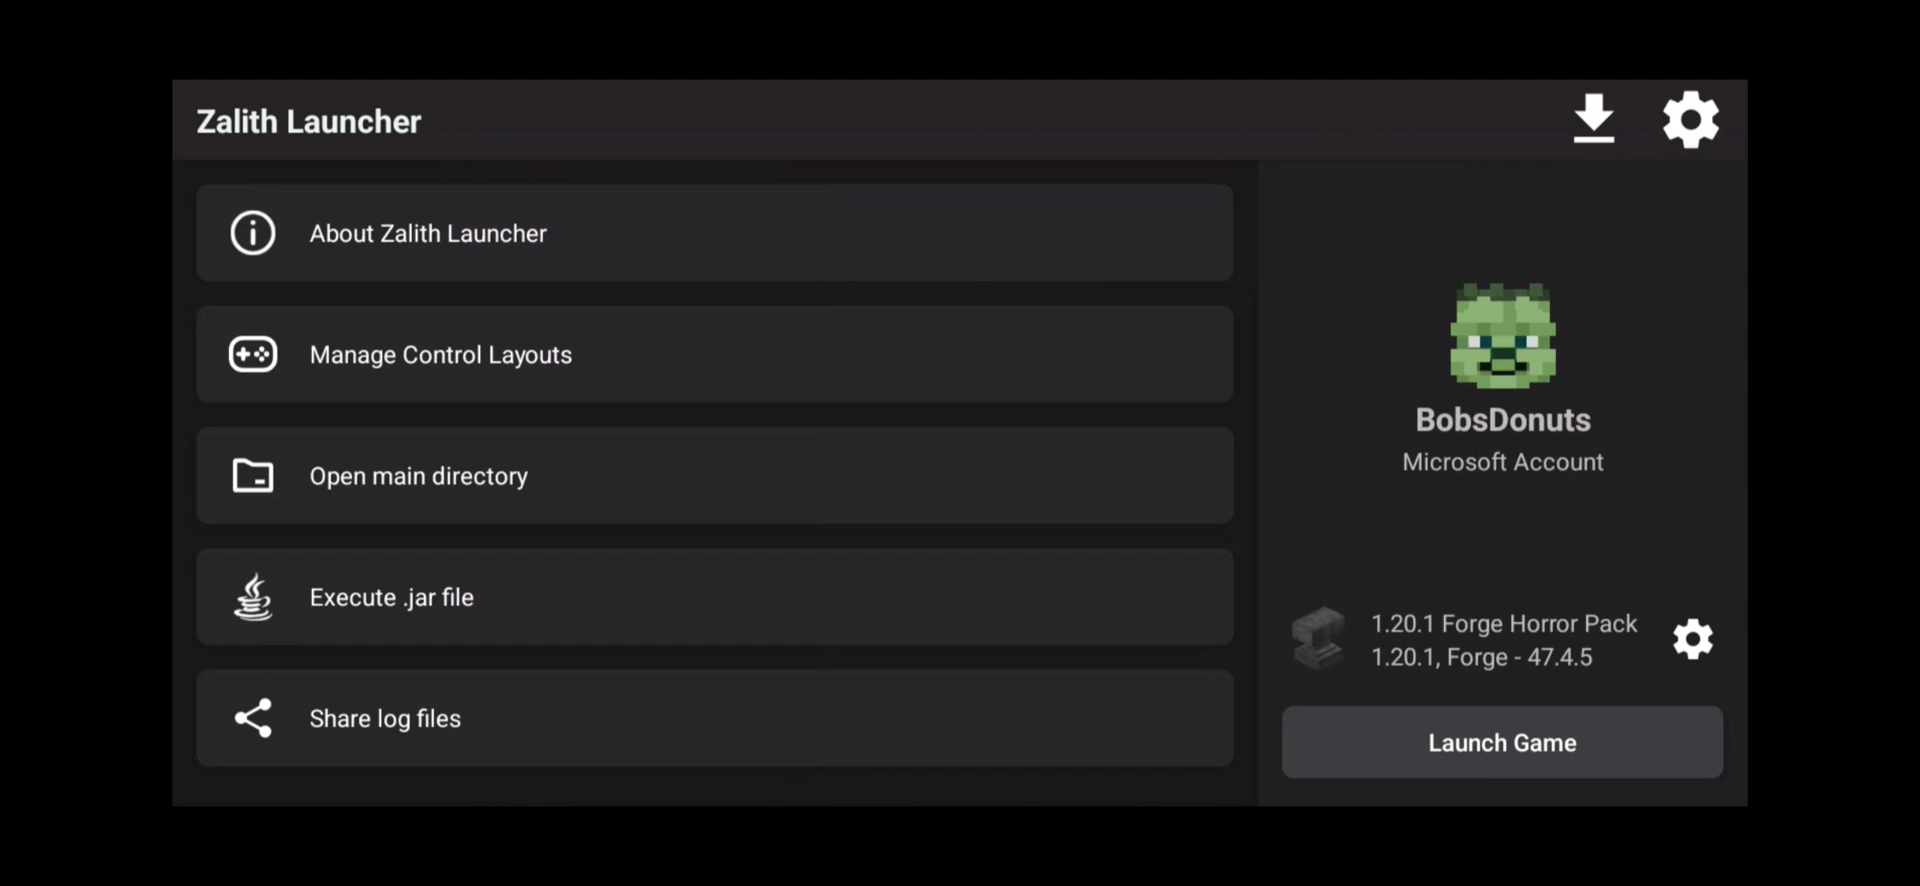 Zalith Launcher
About Zalith Launcher
Manage Control Layouts
Open main directory
Execute .jar file
Share log files
BobsDonuts
Microsoft Account
1.20.1 Forge Horror Pack
1.20.1, Forge - 47.4.5
Launch Game